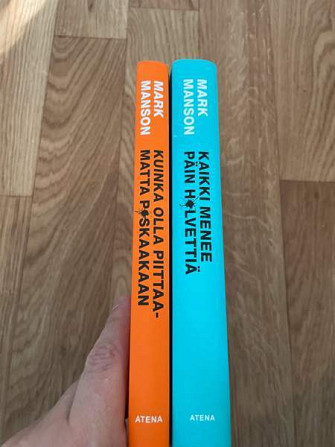 MARK
MANSON
KUINKA OLLA PIITTAA-
MATTA P*SKAAKAAN
ATENA
MARK
MANSON
KAIKKI MENEE
PÄIN H*LVETTIÄ
ATENA